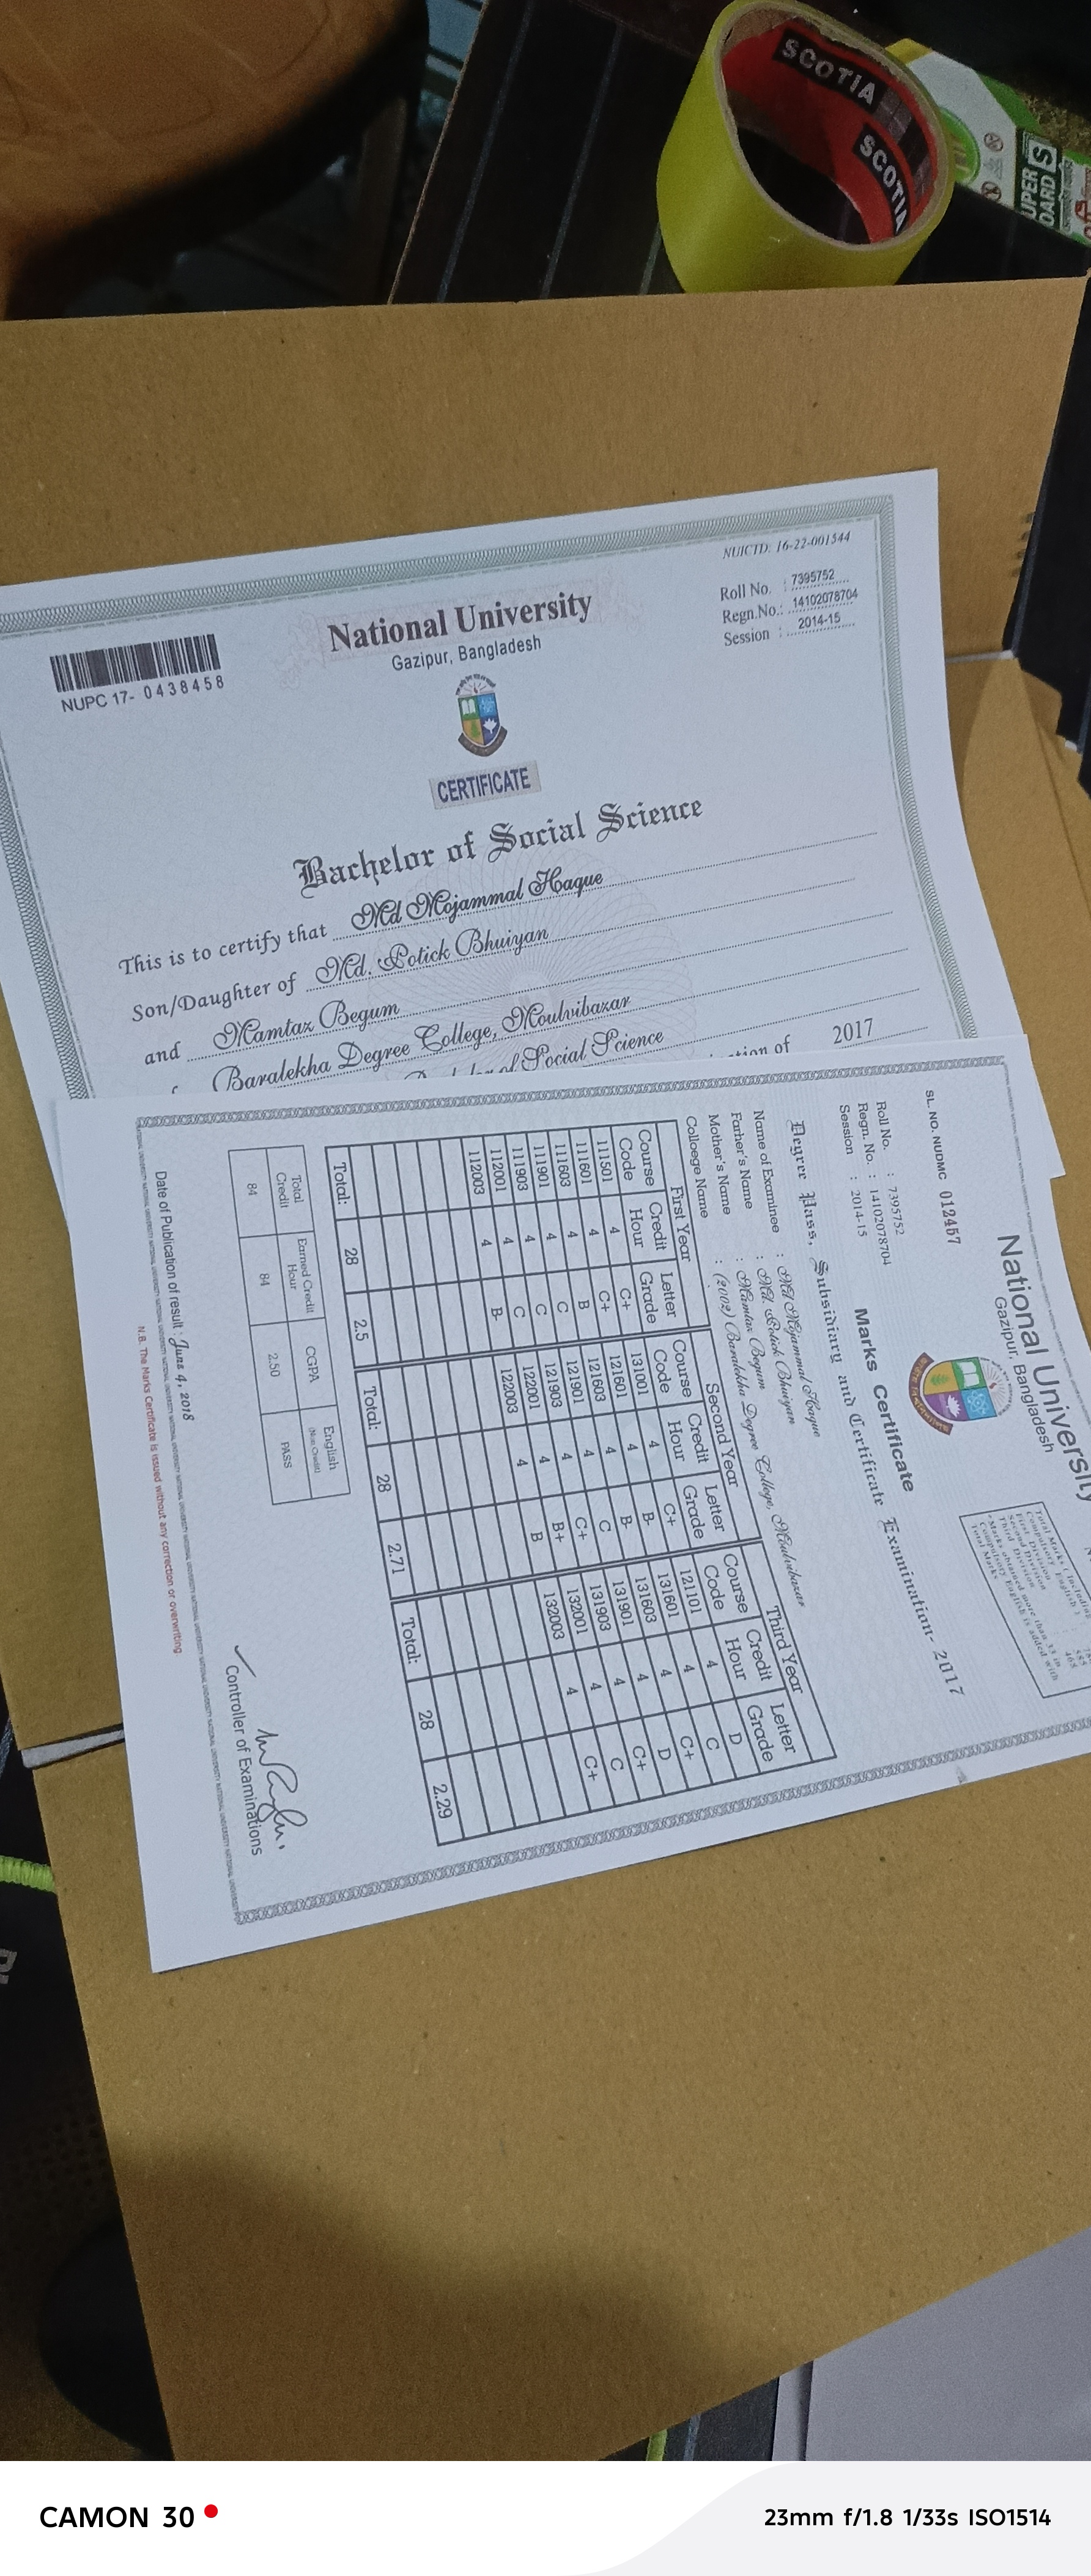 SCOTIA
SCOTIA
UPER
OARD S
NUICTD: 16-22-001544
Roll No. : 7395752
Regn.No.: 14102078704
Session : 2014-15
NUPC 17- 0438458
National University
Gazipur, Bangladesh
CERTIFICATE
Bachelor of Social Science
This is to certify that Md Mojammal Haque
Son/Daughter of Md. Potick Bhuiyan
and Mamtaz Begum
Baralekha Degree College, Moulvibazar
of Social Science
tion of 2017
SL. NO. NUDMC 012457
National University
Gazipur, Bangladesh
Roll No. : 7395752
Regn. No. : 14102078704
Session : 2014-15
Marks Certificate
Degree Pass, Subsidiary and Certificate Examination- 2017
Name of Examinee : Md Mojammal Haque
Farher's Name : Md. Potick Bhuiyan
Mother's Name : Mamtaz Begum
Colloege Name : (2002) Baralekha Degree College, Moulvibazar
First Year Second Year Third Year
Course Code Credit Hour Letter Grade Course Code Credit Hour Letter Grade Course Code Credit Hour Letter Grade
111501 4 C+ 131001 4 C+ 121101 4 D
111601 4 C+ 121601 4 B- 131601 4 C
111603 4 B 121603 4 B- 131603 4 C+
111901 4 C 121901 4 C 131901 4 D
111903 4 C 121903 4 C+ 131903 4 C+
112001 4 C 122001 4 B+ 132001 4 C
112003 4 B- 122003 4 B 132003 4 C+
Total: 28 2.5 Total: 28 2.71 Total: 28 2.29
Total Credit Earned Credit Hour CGPA English (Non Credit)
84 84 2.50 PASS
Date of Publication of result : June 4, 2018
Controller of Examinations
N.B. The Marks Certificate is issued without any correction or overwriting.
CAMON 30
23mm f/1.8 1/33s ISO1514